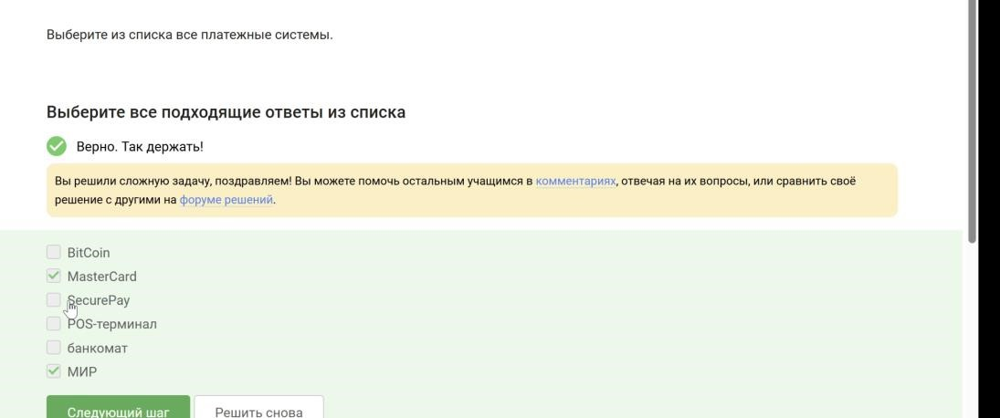 Выберите из списка все платежные системы.
Выберите все подходящие ответы из списка
Верно. Так держать!
Вы решили сложную задачу, поздравляем! Вы можете помочь остальным учащимся в комментариях, отвечая на их вопросы, или сравнить своё
решение с другими на форуме решений.
BitCoin
MasterCard
SecurePay
POS-терминал
банкомат
МИР
Следующий шаг
Решить снова